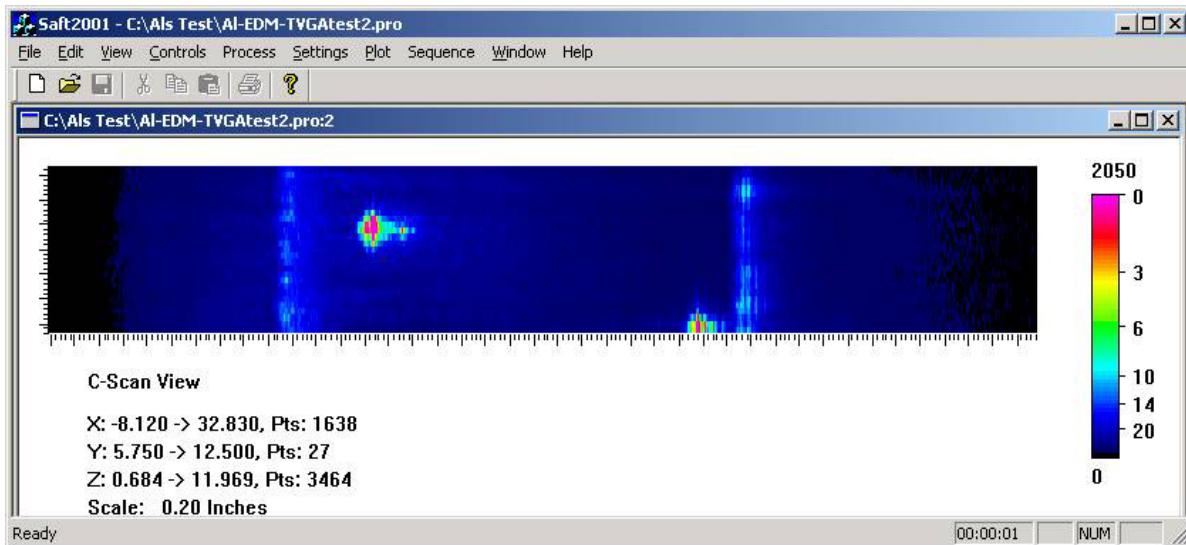 Saft2001 - C:\Als Test\Al-EDM-TVGAtest2.pro
File Edit View Controls Process Settings Plot Sequence Window Help
C:\Als Test\Al-EDM-TVGAtest2.pro:2
2050
0
3
6
10
14
20
0
C-Scan View
X: -8.120 -> 32.830, Pts: 1638
Y: 5.750 -> 12.500, Pts: 27
Z: 0.684 -> 11.969, Pts: 3464
Scale: 0.20 Inches
Ready 00:00:01 NUM